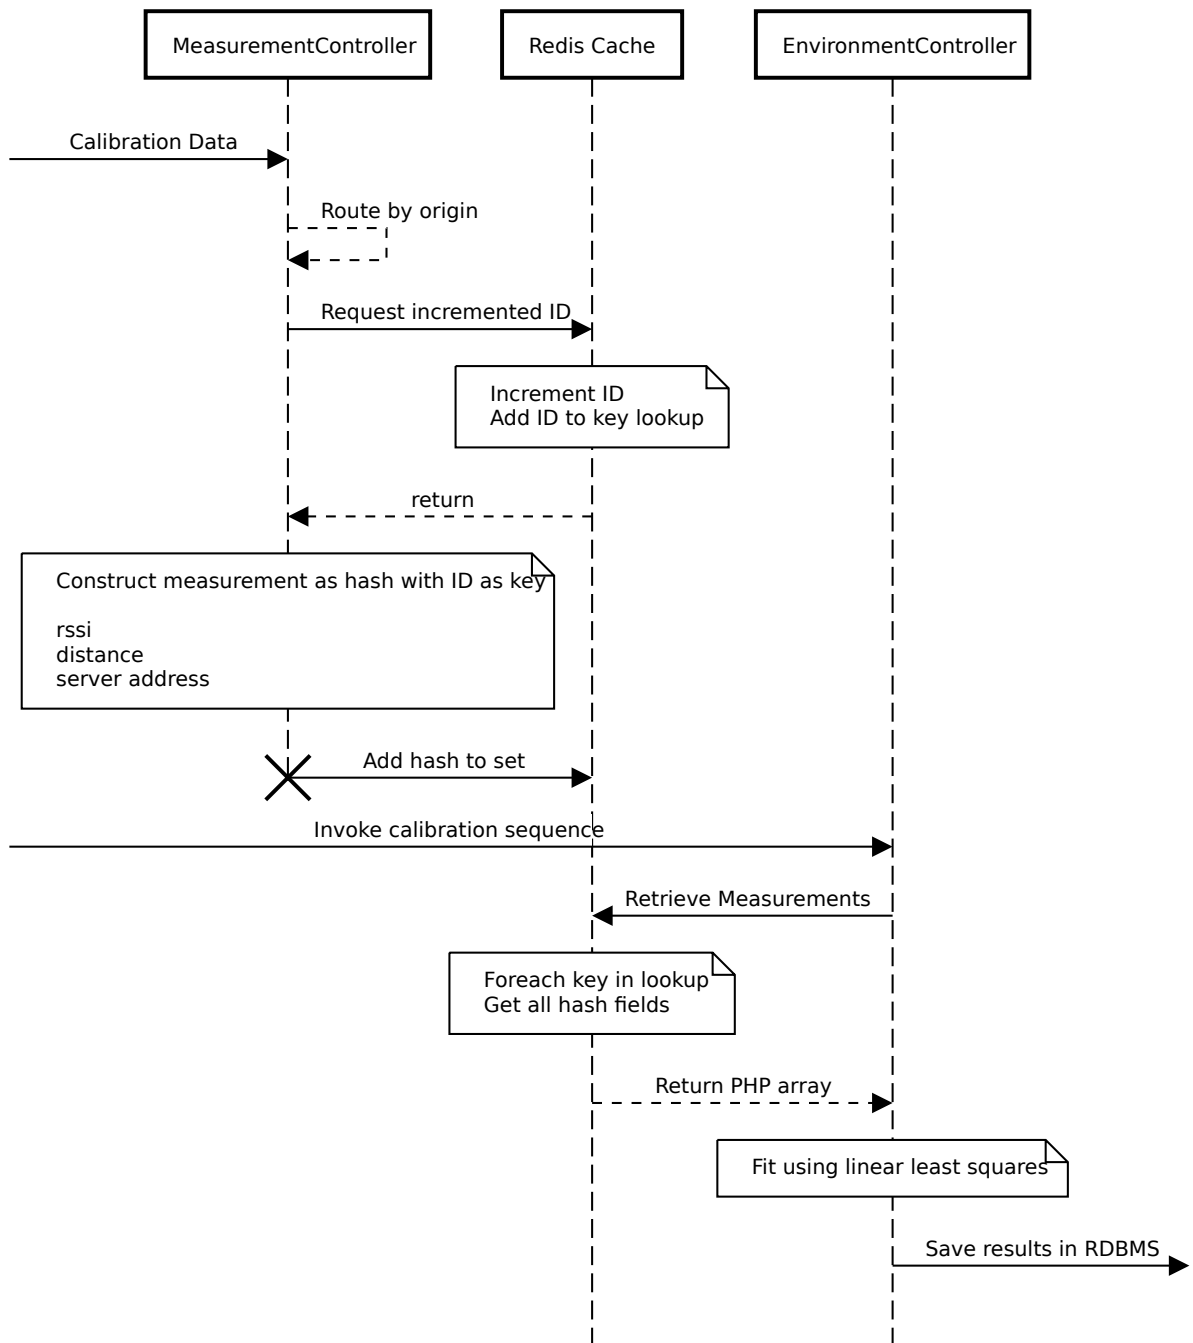 MeasurementController
Redis Cache
EnvironmentController
Calibration Data
Route by origin
Request incremented ID
Increment ID
Add ID to key lookup
return
Construct measurement as hash with ID as key
rssi
distance
server address
Add hash to set
Invoke calibration sequence
Retrieve Measurements
Foreach key in lookup
Get all hash fields
Return PHP array
Fit using linear least squares
Save results in RDBMS